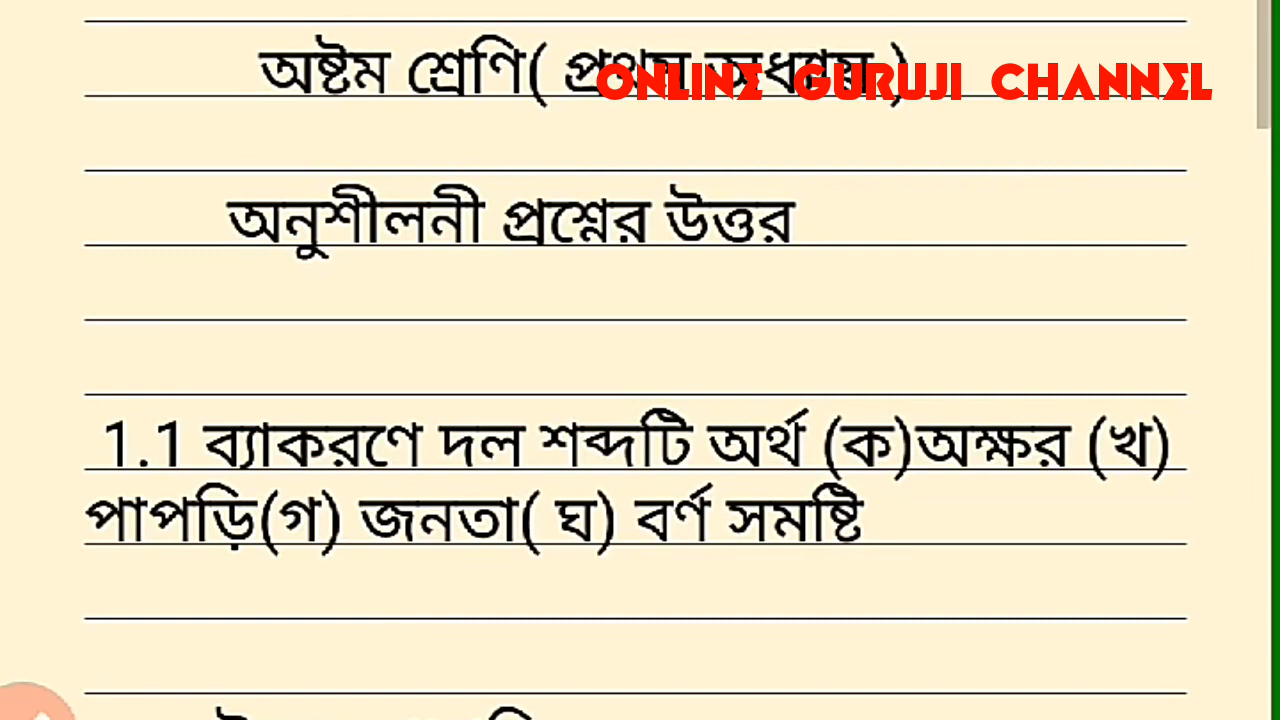 অষ্টম শ্রেণি( প্রথম অধ্যায় )
ONLINE GURUJI CHANNEL
অনুশীলনী প্রশ্নের উত্তর
1.1 ব্যাকরণে দল শব্দটি অর্থ (ক)অক্ষর (খ)
পাপড়ি(গ) জনতা( ঘ) বর্ণ সমষ্টি